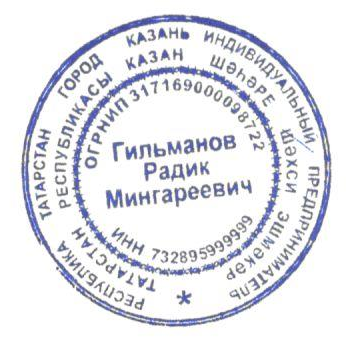 РЕСПУБЛИКА ТАТАРСТАН ГОРОД КАЗАНЬ ИНДИВИДУАЛЬНЫЙ ПРЕДПРИНИМАТЕЛЬ
ТАТАРСТАН РЕСПУБЛИКАСЫ КАЗАН ШӘҺӘРЕ ШӘХСИ ЭШМӘКӘР
ОГРНИП 317169000098722
Гильманов
Радик
Мингареевич
ИНН 732895999999
*